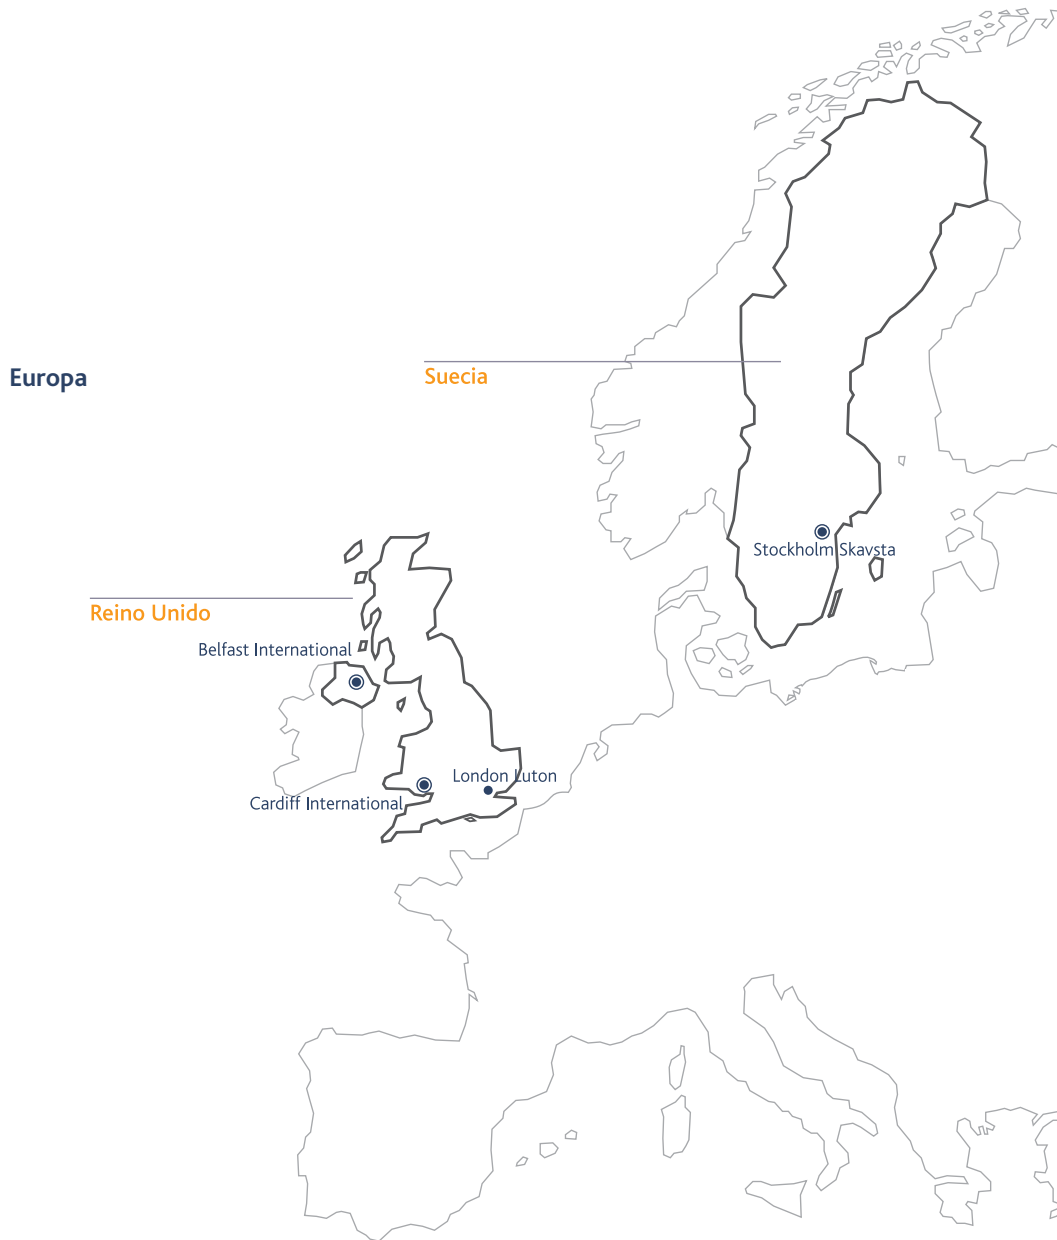 Europa
Suecia
Stockholm Skavsta
Reino Unido
Belfast International
London Luton
Cardiff International